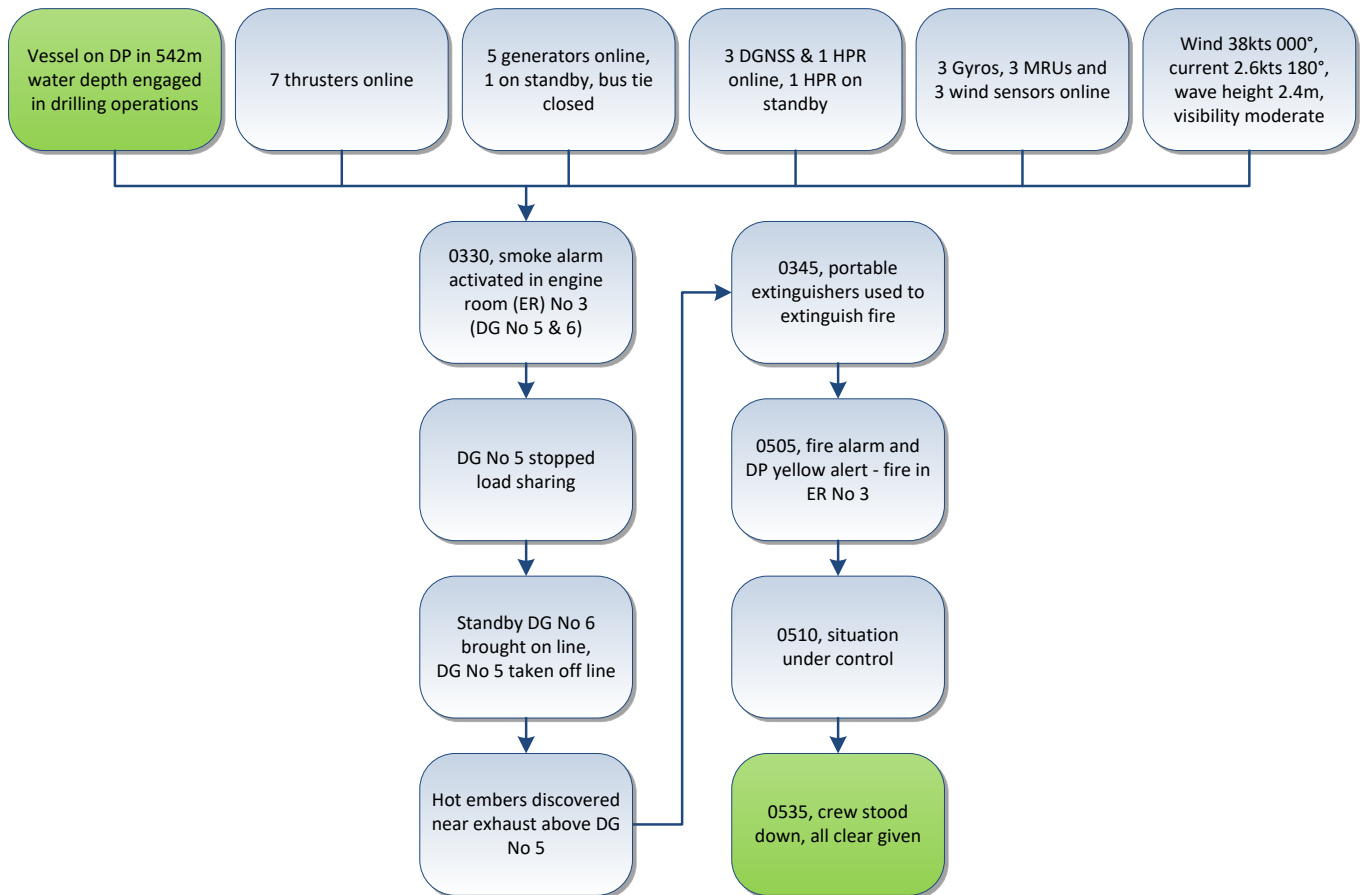 Vessel on DP in 542m
water depth engaged
in drilling operations
7 thrusters online
5 generators online,
1 on standby, bus tie
closed
3 DGNSS & 1 HPR
online, 1 HPR on
standby
3 Gyros, 3 MRUs and
3 wind sensors online
Wind 38kts 000°,
current 2.6kts 180°,
wave height 2.4m,
visibility moderate
0330, smoke alarm
activated in engine
room (ER) No 3
(DG No 5 & 6)
DG No 5 stopped
load sharing
Standby DG No 6
brought on line,
DG No 5 taken off line
Hot embers discovered
near exhaust above DG
No 5
0345, portable
extinguishers used to
extinguish fire
0505, fire alarm and
DP yellow alert - fire in
ER No 3
0510, situation
under control
0535, crew stood
down, all clear given